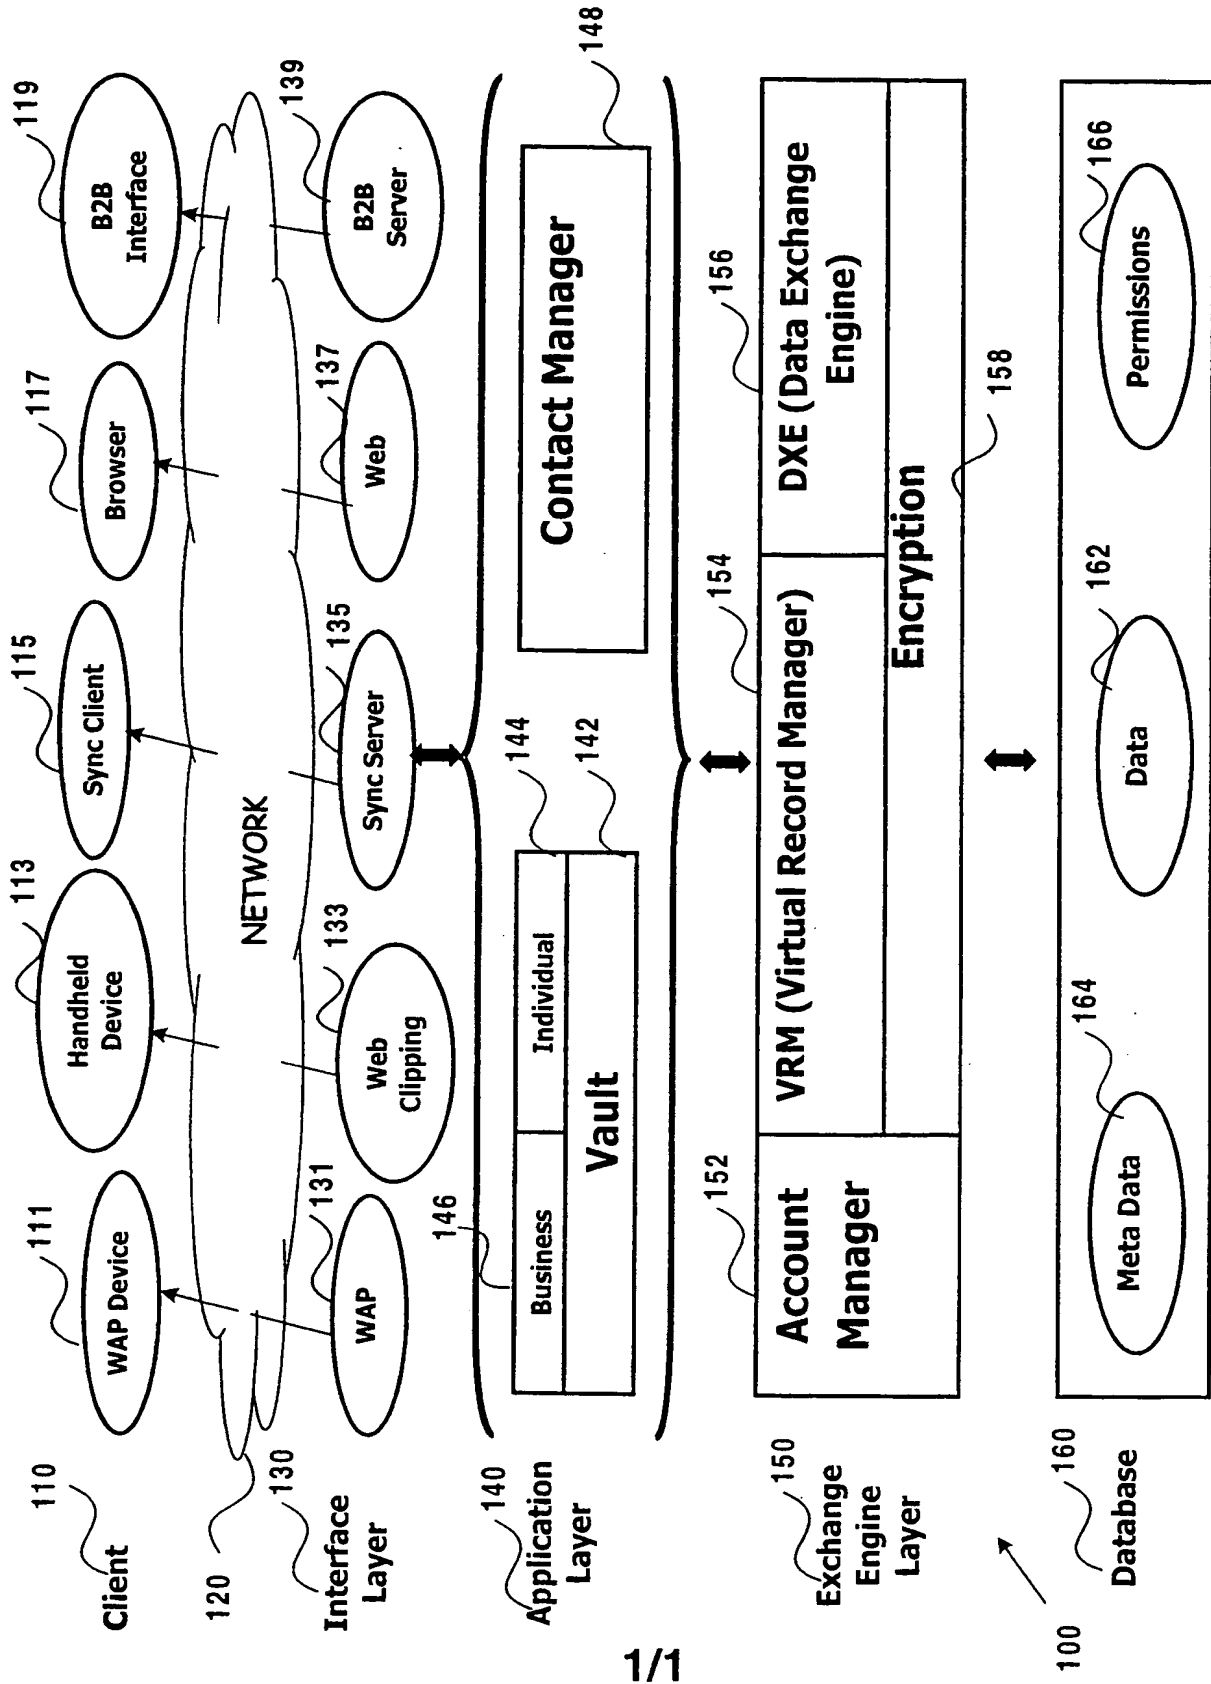 110
Client
111
WAP Device
113
Handheld
Device
115
Sync Client
117
Browser
119
B2B
Interface
120
NETWORK
130
Interface
Layer
131
WAP
133
Web
Clipping
135
Sync Server
137
Web
139
B2B
Server
140
Application
Layer
146
Business
144
Individual
142
Vault
148
Contact Manager
150
Exchange
Engine
Layer
152
Account
Manager
154
VRM (Virtual Record Manager)
156
DXE (Data Exchange
Engine)
158
Encryption
160
Database
164
Meta Data
162
Data
166
Permissions
100
1/1